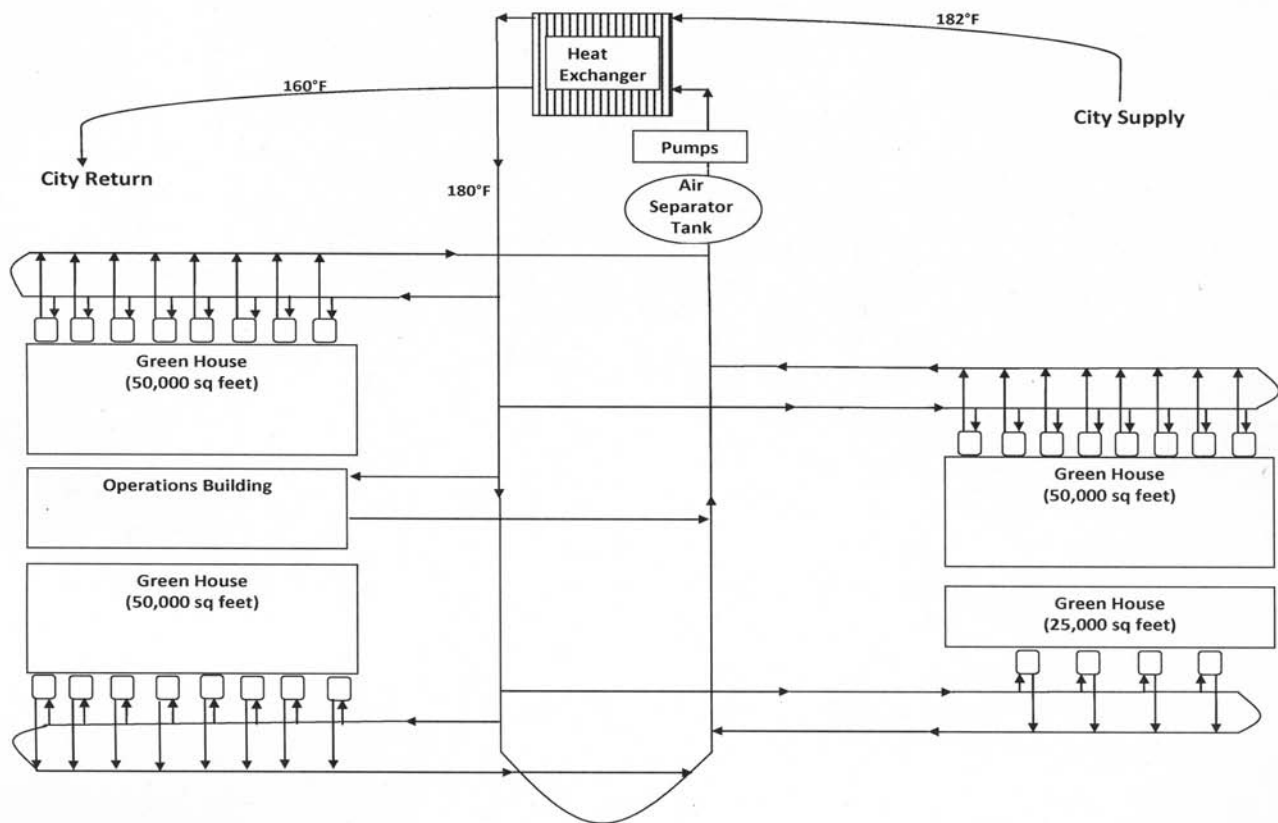 182°F
Heat
Exchanger
160°F
City Supply
Pumps
City Return
180°F
Air
Separator
Tank
Green House
(50,000 sq feet)
Operations Building
Green House
(50,000 sq feet)
Green House
(50,000 sq feet)
Green House
(25,000 sq feet)